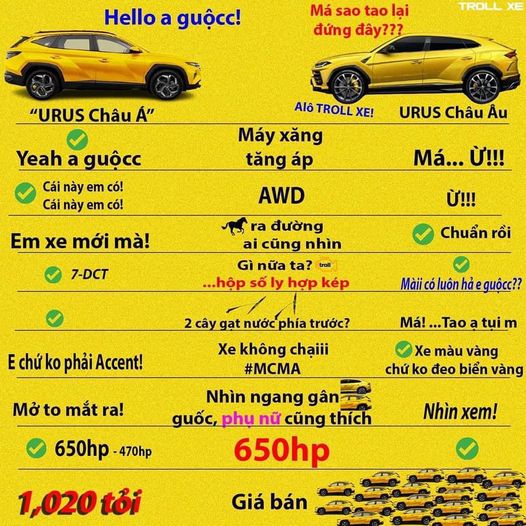 TROLL XE
Hello a guộcc!
Má sao tao lại
đứng đây???
Alô TROLL XE!
“URUS Châu Á”
URUS Châu Âu
Yeah a guộcc
Máy xăng
tăng áp
Má... Ừ!!!
Cái này em có!
Cái này em có!
AWD
Ừ!!!
Em xe mới mà!
ra đường
ai cũng nhìn
Chuẩn rồi
7-DCT
Gì nữa ta? troll
...hộp số ly hợp kép
Màii có luôn hả e guộcc??
2 cây gạt nước phía trước?
Má! ...Tao ạ tụi m
E chứ ko phải Accent!
Xe không chạiii
#MCMA
Xe màu vàng
chứ ko đeo biển vàng
Mở to mắt ra!
Nhìn ngang gân
guốc, phụ nữ cũng thích
Nhìn xem!
650hp - 470hp
650hp
1,020 tỏi
Giá bán